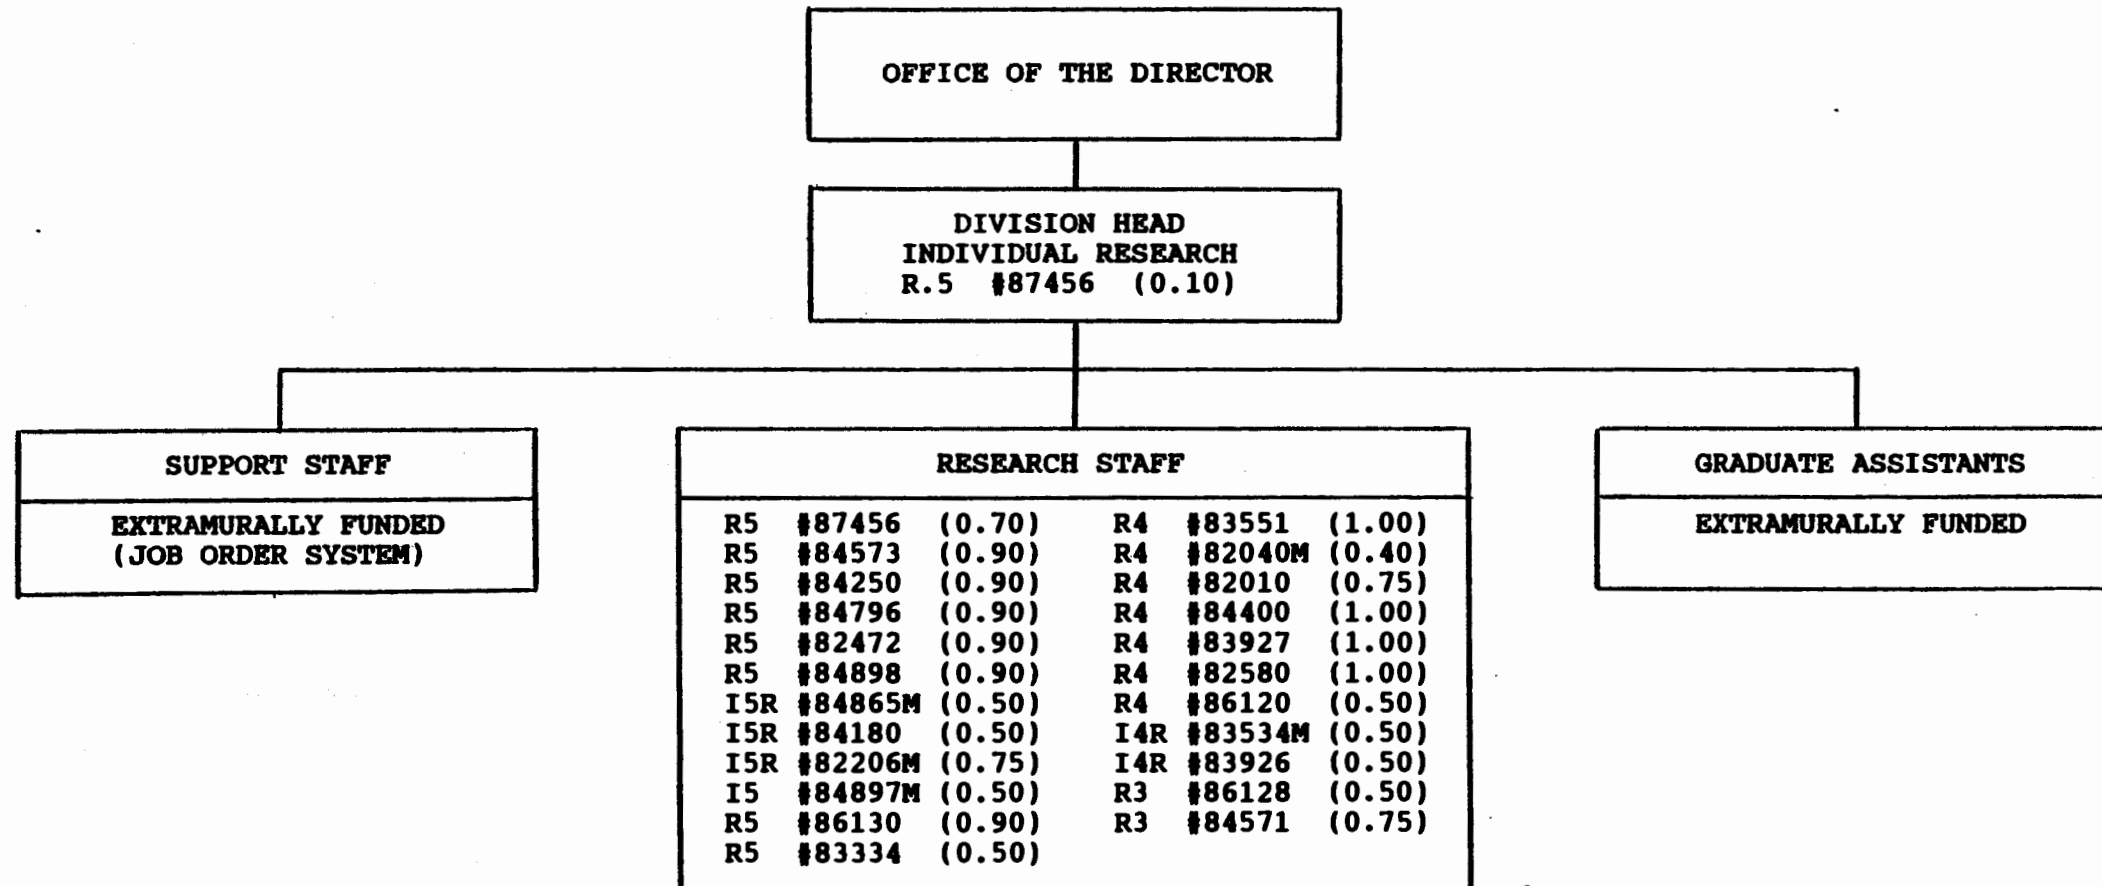 OFFICE OF THE DIRECTOR
DIVISION HEAD
INDIVIDUAL RESEARCH
R.5 #87456 (0.10)
SUPPORT STAFF
EXTRAMURALLY FUNDED
(JOB ORDER SYSTEM)
RESEARCH STAFF
R5 #87456 (0.70) R4 #83551 (1.00)
R5 #84573 (0.90) R4 #82040M (0.40)
R5 #84250 (0.90) R4 #82010 (0.75)
R5 #84796 (0.90) R4 #84400 (1.00)
R5 #82472 (0.90) R4 #83927 (1.00)
R5 #84898 (0.90) R4 #82580 (1.00)
I5R #84865M (0.50) R4 #86120 (0.50)
I5R #84180 (0.50) I4R #83534M (0.50)
I5R #82206M (0.75) I4R #83926 (0.50)
I5 #84897M (0.50) R3 #86128 (0.50)
R5 #86130 (0.90) R3 #84571 (0.75)
R5 #83334 (0.50)
GRADUATE ASSISTANTS
EXTRAMURALLY FUNDED